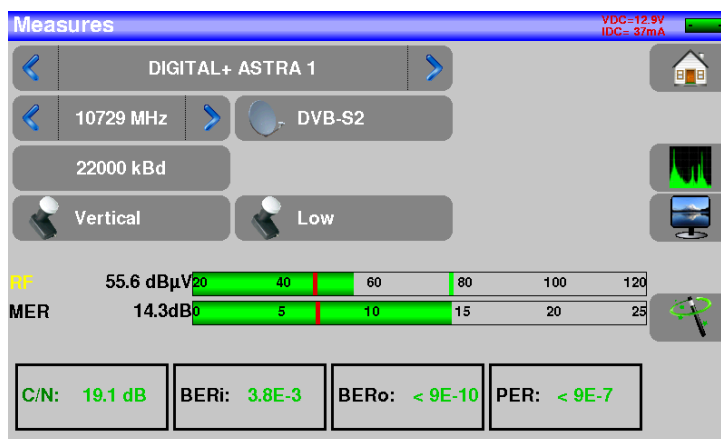 Measures
VDC=12.9V
IDC= 37mA
DIGITAL+ ASTRA 1
10729 MHz
DVB-S2
22000 kBd
Vertical
Low
RF 55.6 dBµV 20 40 60 80 100 120
MER 14.3dB 0 5 10 15 20 25
C/N: 19.1 dB BERi: 3.8E-3 BERo: < 9E-10 PER: < 9E-7